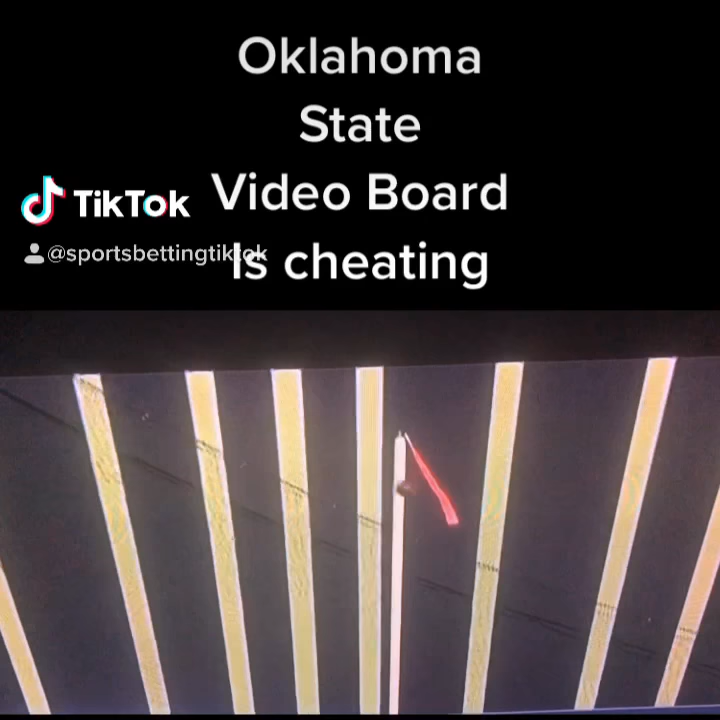 Oklahoma
State
TikTok
Video Board
@sportsbettingtiktok
Is cheating